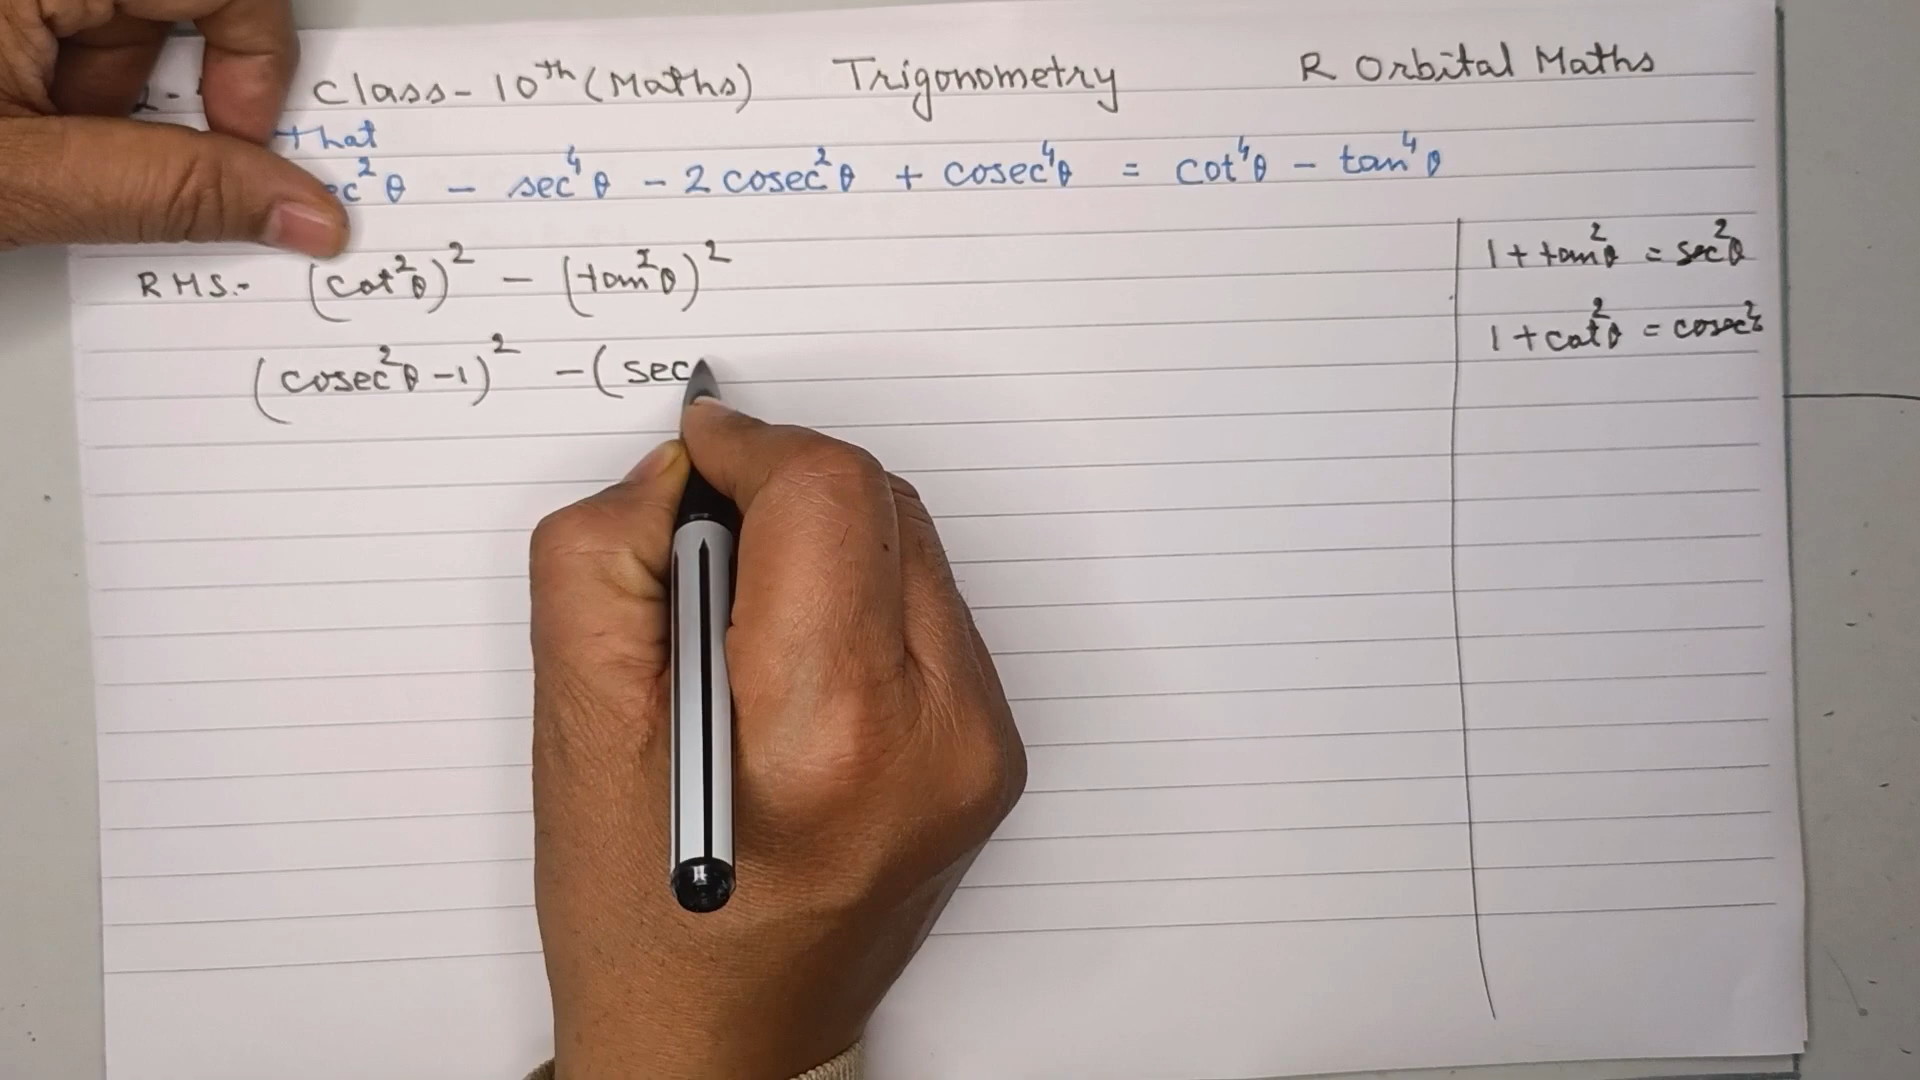 Class-10th (Maths) Trigonometry R Orbital Maths
that
ec²θ - sec⁴θ - 2 cosec²θ + cosec⁴θ = cot⁴θ - tan⁴θ
RHS.- (cot²θ)² - (tan²θ)²
(cosec²θ-1)² - (sec
1 + tan²θ = sec²θ
1 + cot²θ = cosec²